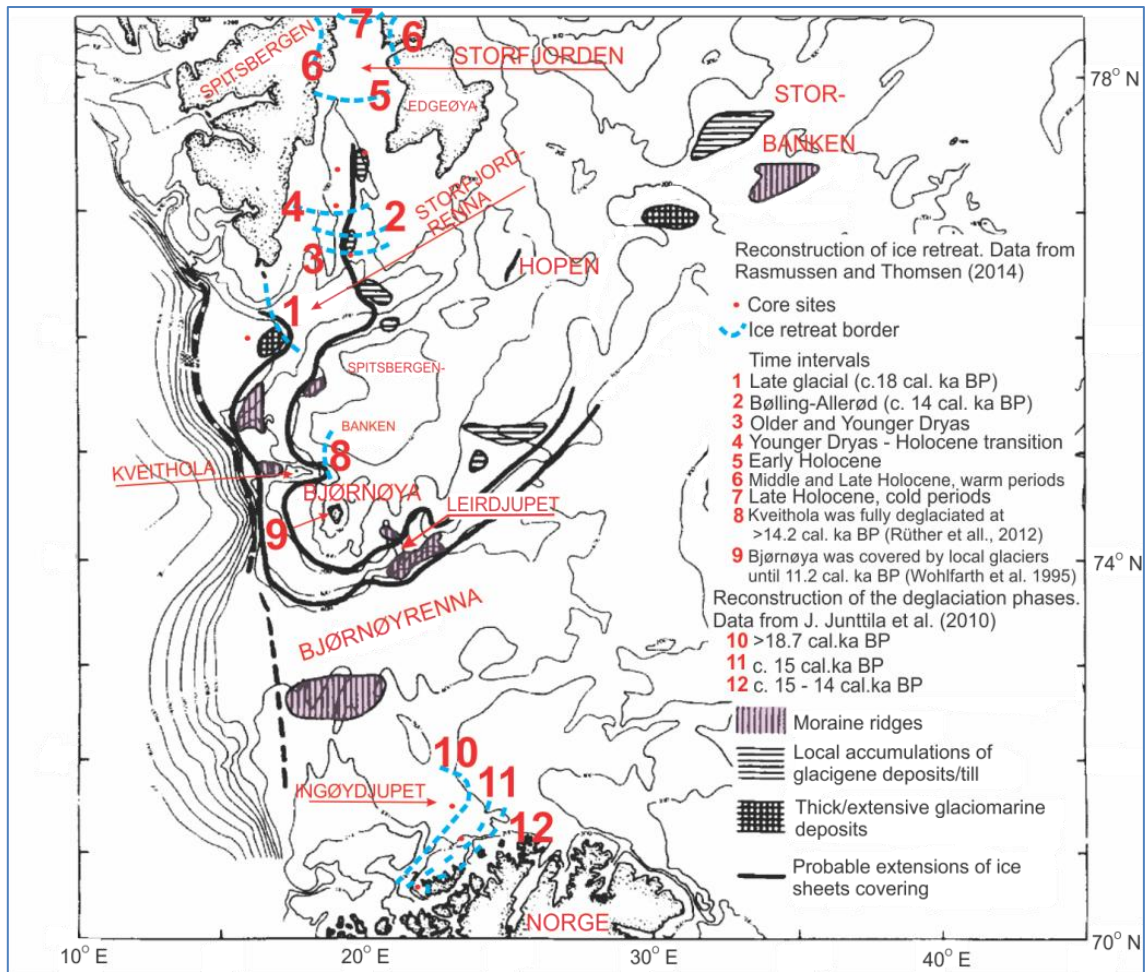 7
6
6
SPITSBERGEN
STORFJORDEN
78° N
5
EDGEØYA
STOR-
BANKEN
STORFJORD-
RENNA
4
2
3
HOPEN
1
SPITSBERGEN-
BANKEN
8
KVEITHOLA
BJØRNØYA
LEIRDJUPET
9
74° N
BJØRNØYRENNA
10
INGØYDJUPET
11
12
NORGE
70° N
10° E
20° E
30° E
40° E
Reconstruction of ice retreat. Data from
Rasmussen and Thomsen (2014)
Core sites
Ice retreat border
Time intervals
1 Late glacial (c.18 cal. ka BP)
2 Bølling-Allerød (c. 14 cal. ka BP)
3 Older and Younger Dryas
4 Younger Dryas - Holocene transition
5 Early Holocene
6 Middle and Late Holocene, warm periods
7 Late Holocene, cold periods
8 Kveithola was fully deglaciated at
>14.2 cal. ka BP (Rüther et all., 2012)
9 Bjørnøya was covered by local glaciers
until 11.2 cal. ka BP (Wohlfarth et al. 1995)
Reconstruction of the deglaciation phases.
Data from J. Junttila et al. (2010)
10 >18.7 cal.ka BP
11 c. 15 cal.ka BP
12 c. 15 - 14 cal.ka BP
Moraine ridges
Local accumulations of
glacigene deposits/till
Thick/extensive glaciomarine
deposits
Probable extensions of ice
sheets covering